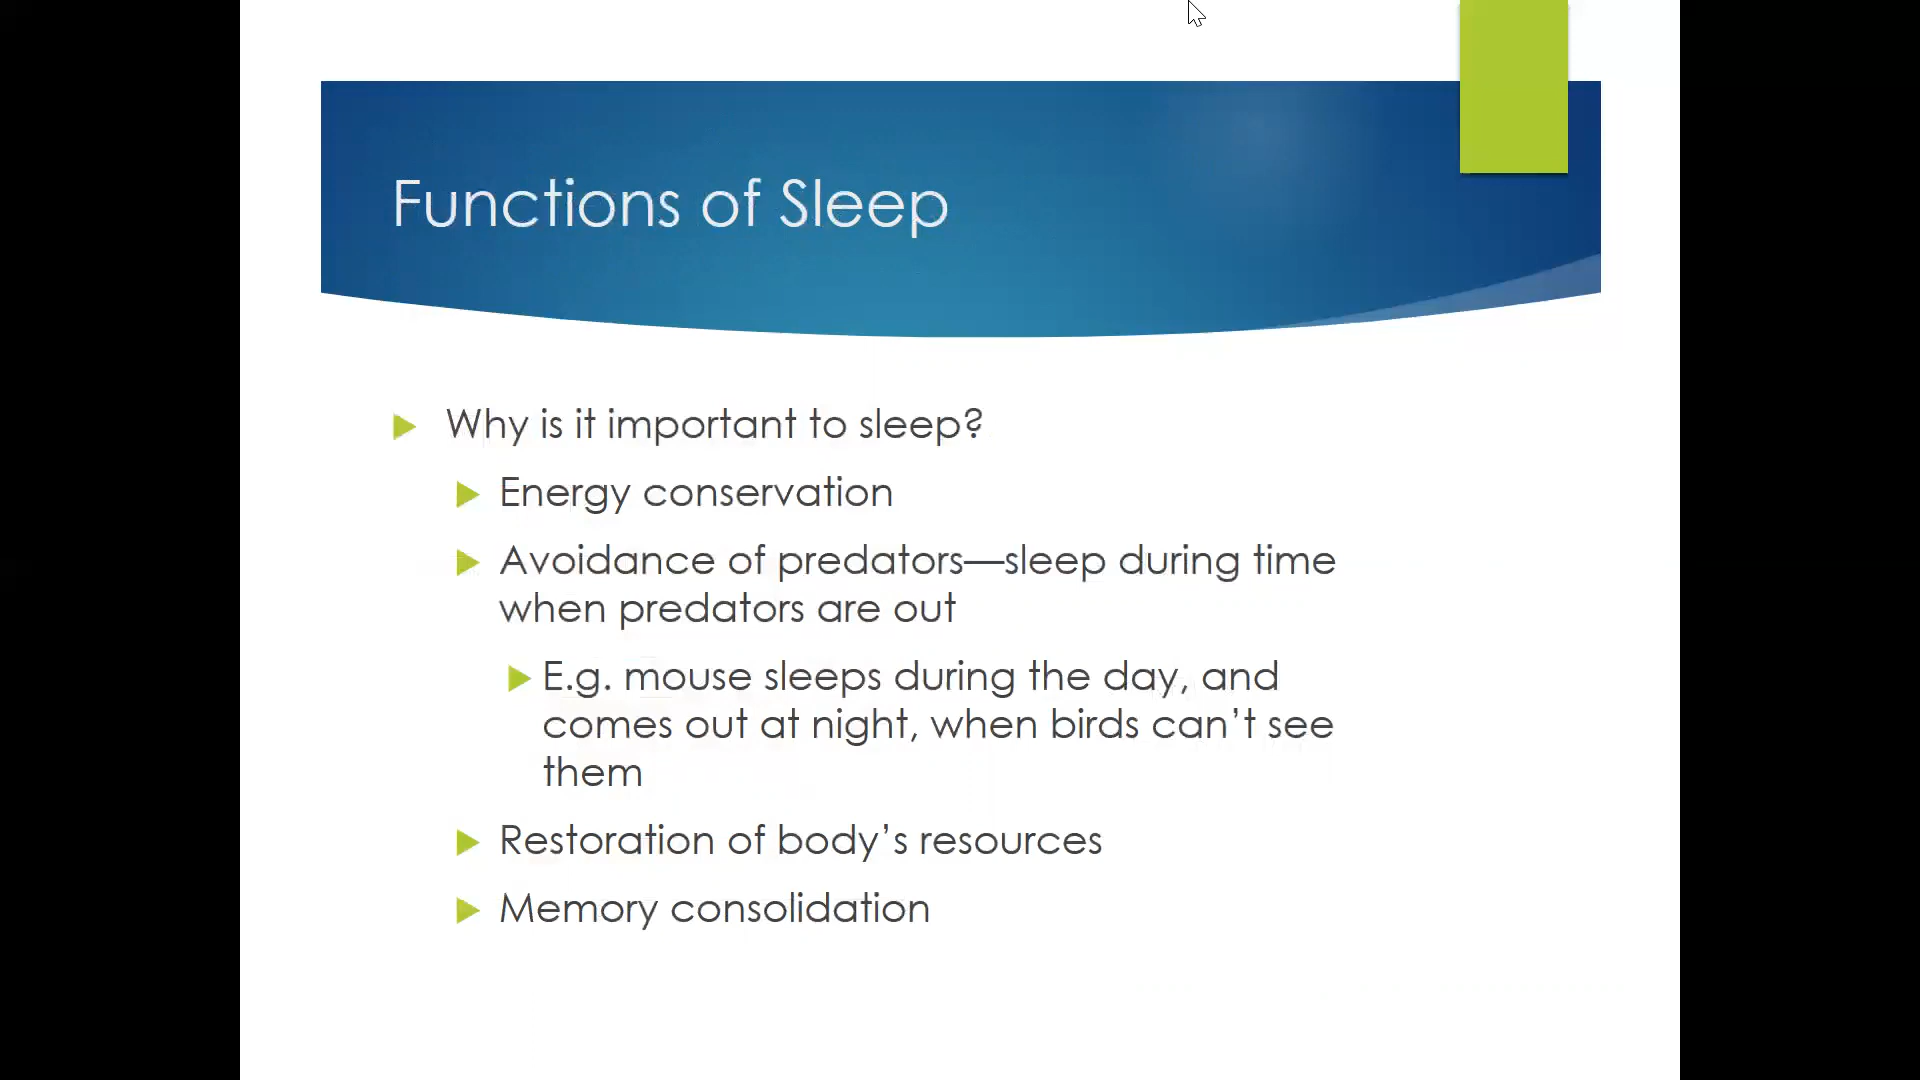 Functions of Sleep
Why is it important to sleep?
Energy conservation
Avoidance of predators—sleep during time
when predators are out
E.g. mouse sleeps during the day, and
comes out at night, when birds can’t see
them
Restoration of body’s resources
Memory consolidation